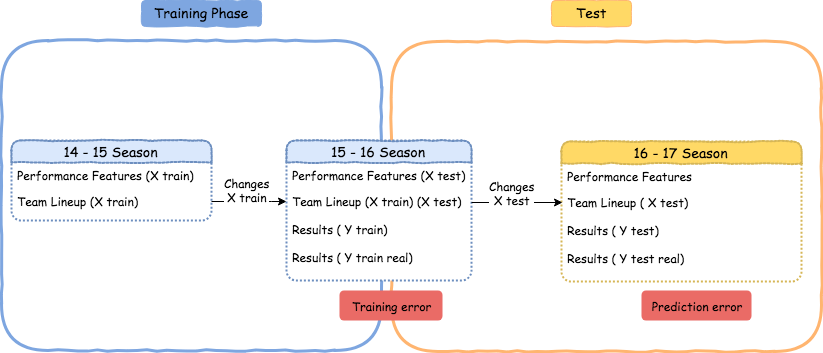 Training Phase
Test
14 - 15 Season
Performance Features (X train)
Team Lineup (X train)
Changes
X train
15 - 16 Season
Performance Features (X test)
Team Lineup (X train) (X test)
Results ( Y train)
Results ( Y train real)
Changes
X test
16 - 17 Season
Performance Features
Team Lineup ( X test)
Results ( Y test)
Results ( Y test real)
Training error
Prediction error